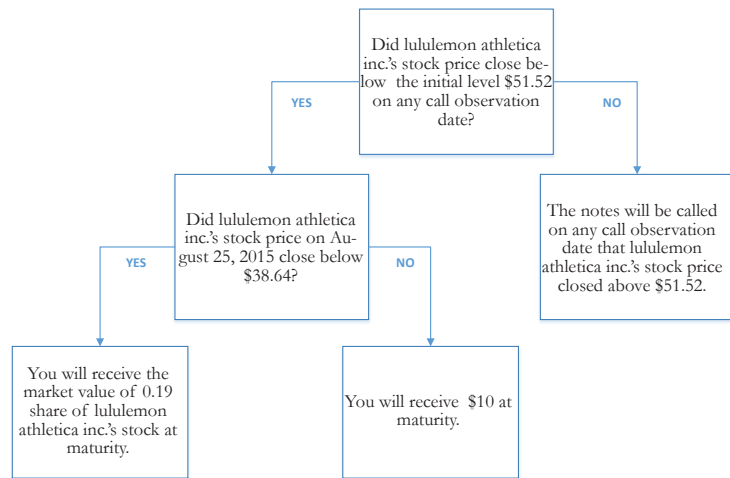 Did lululemon athletica
inc.'s stock price close be-
low the initial level $51.52
on any call observation
date?
YES
NO
Did lululemon athletica
inc.'s stock price on Au-
gust 25, 2015 close below
$38.64?
The notes will be called
on any call observation
date that lululemon
athletica inc.'s stock price
closed above $51.52.
YES
NO
You will receive the
market value of 0.19
share of lululemon
athletica inc.'s stock at
maturity.
You will receive $10 at
maturity.